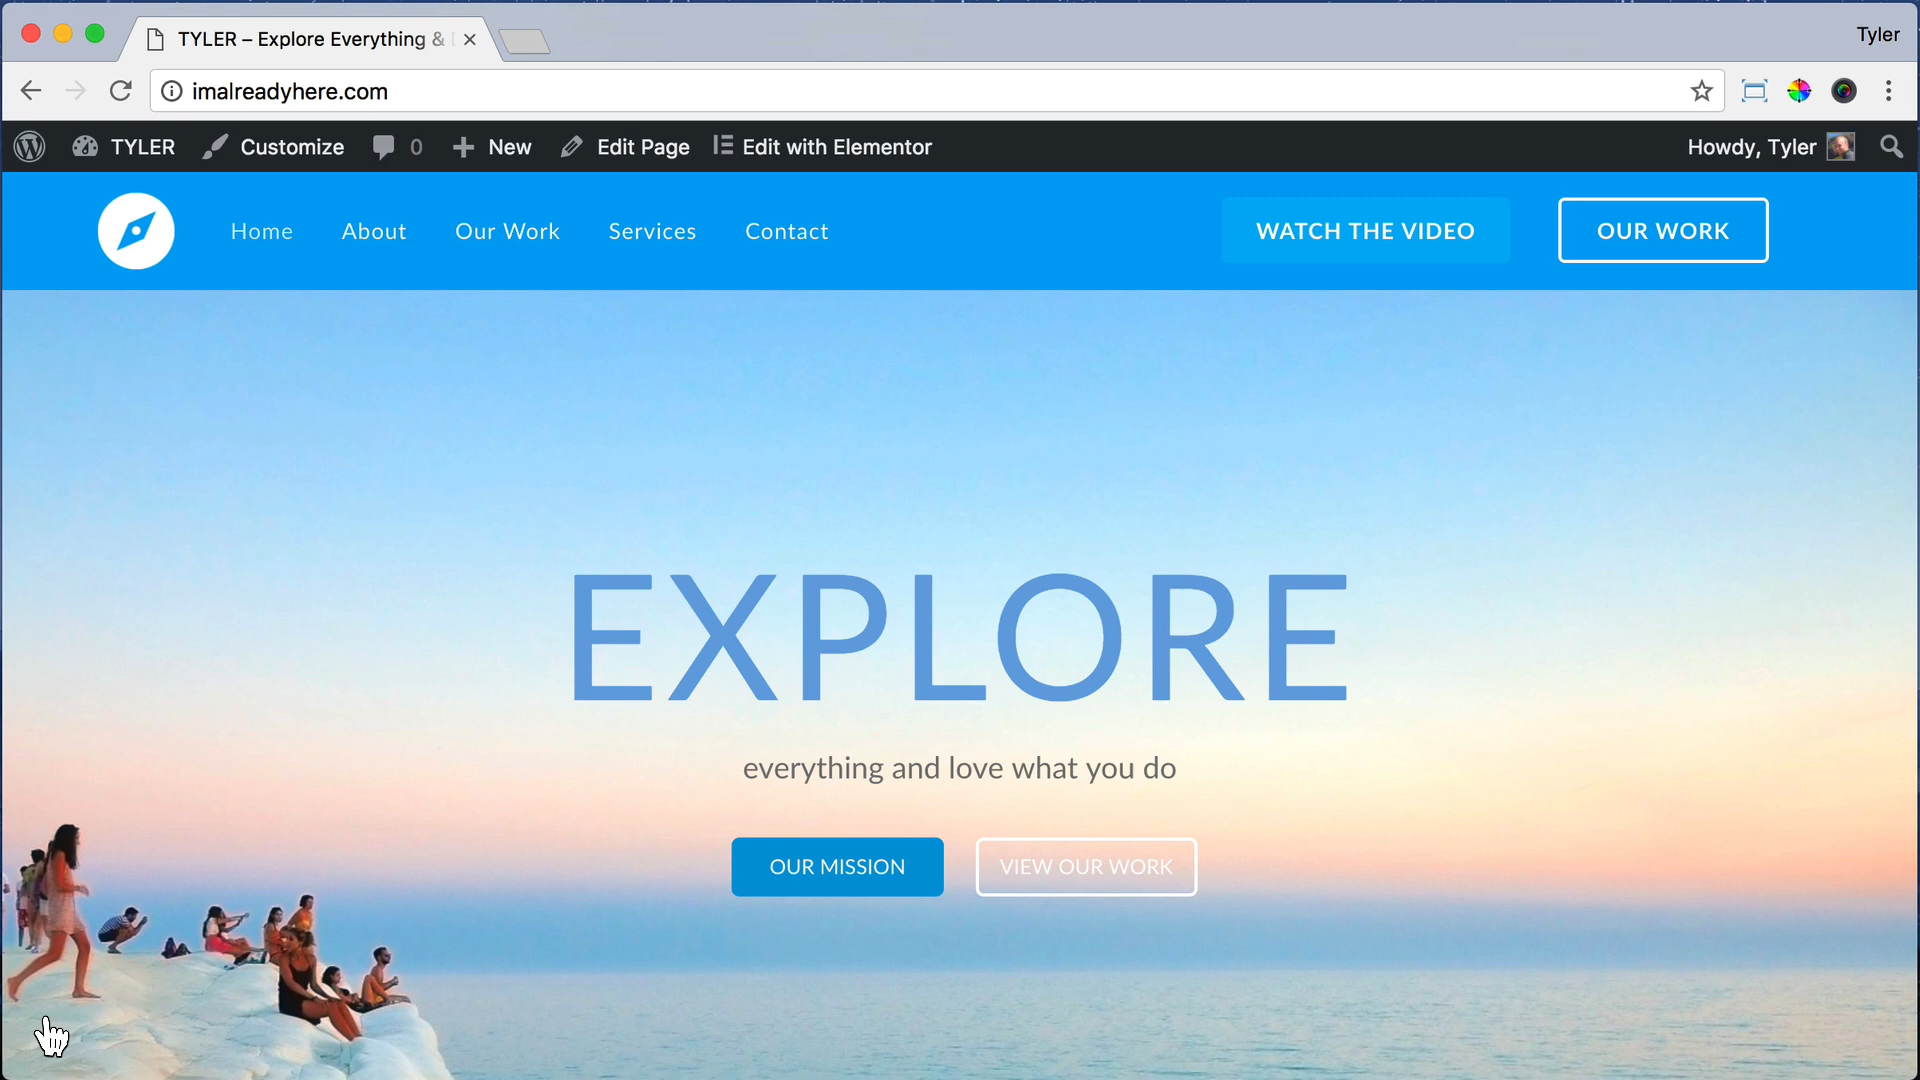 TYLER – Explore Everything &
Tyler
imalreadyhere.com
TYLER Customize 0 New Edit Page Edit with Elementor Howdy, Tyler
Home About Our Work Services Contact WATCH THE VIDEO OUR WORK
EXPLORE
everything and love what you do
OUR MISSION VIEW OUR WORK